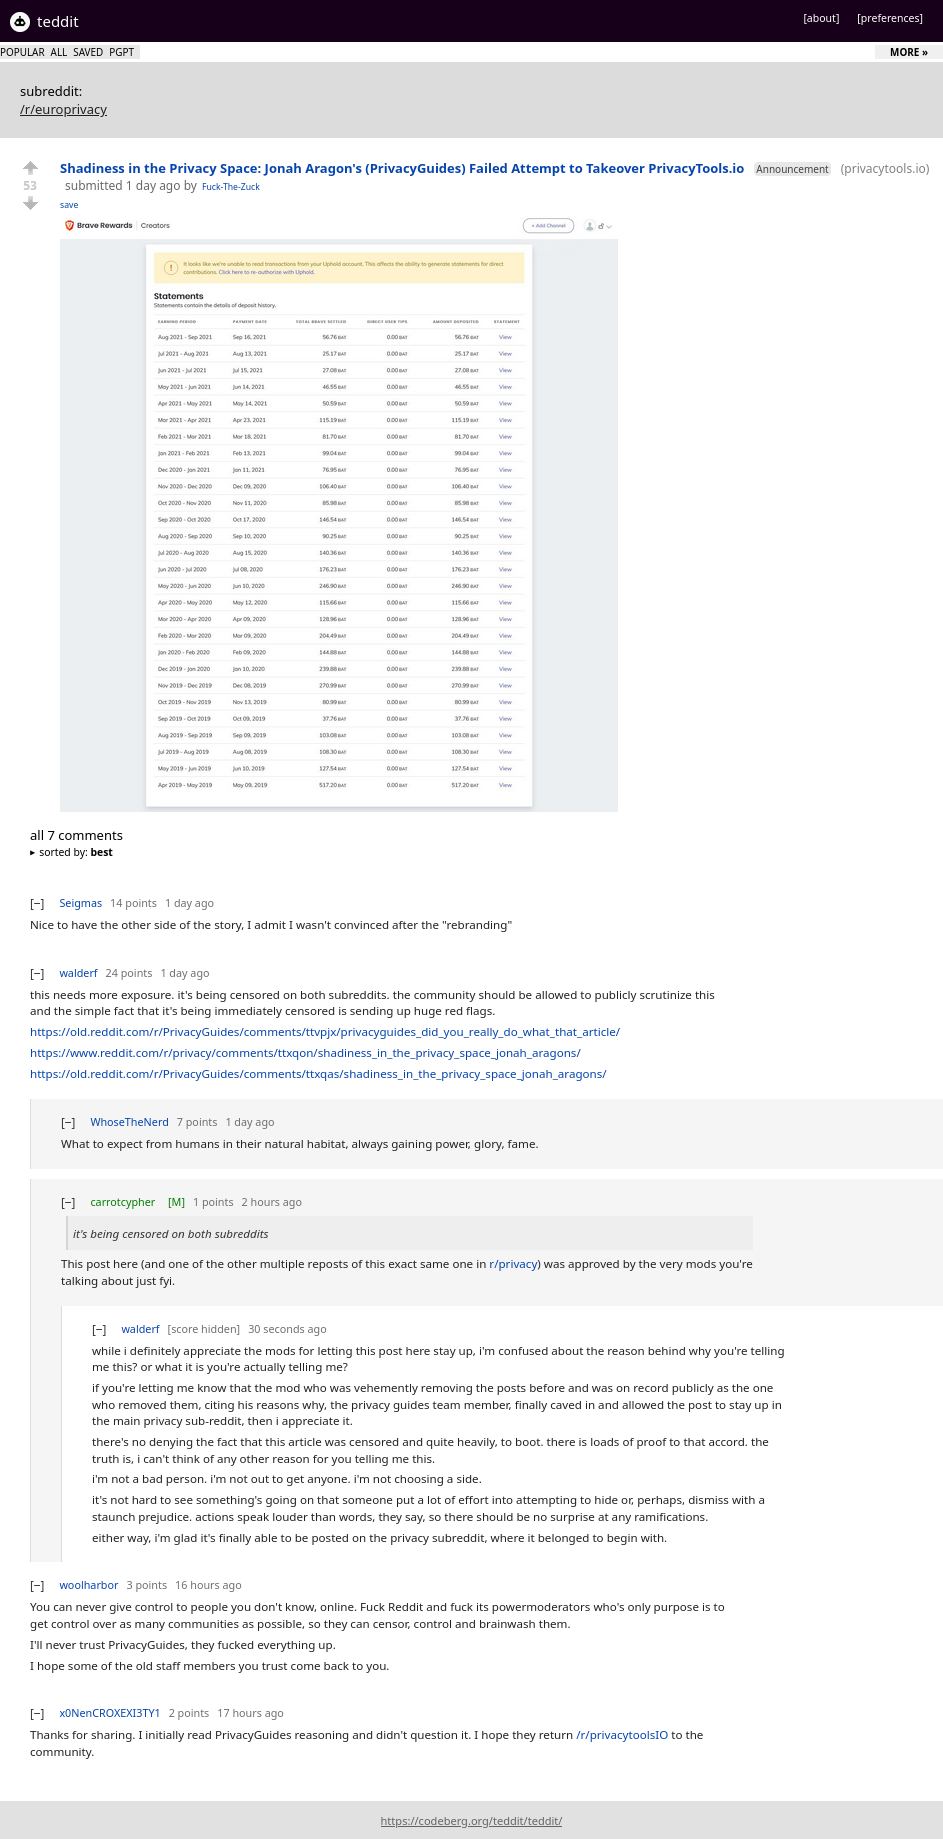 teddit
[about] [preferences]
POPULAR ALL SAVED PGPT
MORE »
subreddit:
/r/europrivacy
Shadiness in the Privacy Space: Jonah Aragon's (PrivacyGuides) Failed Attempt to Takeover PrivacyTools.io Announcement (privacytools.io)
53
submitted 1 day ago by Fuck-The-Zuck
save
Brave Rewards | Creators
+ Add Channel
It looks like we're unable to read transactions from your Uphold account. This affects the ability to generate statements for direct
contributions. Click here to re-authorize with Uphold.
Statements
Statements contain the details of deposit history.
EARNING PERIOD PAYMENT DATE TOTAL BRAVE SETTLED DIRECT USER TIPS AMOUNT DEPOSITED STATEMENT
Aug 2021 - Sep 2021 Sep 16, 2021 56.76 BAT 0.00 BAT 56.76 BAT View
Jul 2021 - Aug 2021 Aug 13, 2021 25.17 BAT 0.00 BAT 25.17 BAT View
Jun 2021 - Jul 2021 Jul 15, 2021 27.08 BAT 0.00 BAT 27.08 BAT View
May 2021 - Jun 2021 Jun 14, 2021 46.55 BAT 0.00 BAT 46.55 BAT View
Apr 2021 - May 2021 May 14, 2021 50.59 BAT 0.00 BAT 50.59 BAT View
Mar 2021 - Apr 2021 Apr 23, 2021 115.19 BAT 0.00 BAT 115.19 BAT View
Feb 2021 - Mar 2021 Mar 18, 2021 81.70 BAT 0.00 BAT 81.70 BAT View
Jan 2021 - Feb 2021 Feb 13, 2021 99.04 BAT 0.00 BAT 99.04 BAT View
Dec 2020 - Jan 2021 Jan 11, 2021 76.95 BAT 0.00 BAT 76.95 BAT View
Nov 2020 - Dec 2020 Dec 09, 2020 106.40 BAT 0.00 BAT 106.40 BAT View
Oct 2020 - Nov 2020 Nov 11, 2020 85.98 BAT 0.00 BAT 85.98 BAT View
Sep 2020 - Oct 2020 Oct 17, 2020 146.54 BAT 0.00 BAT 146.54 BAT View
Aug 2020 - Sep 2020 Sep 10, 2020 90.25 BAT 0.00 BAT 90.25 BAT View
Jul 2020 - Aug 2020 Aug 15, 2020 140.36 BAT 0.00 BAT 140.36 BAT View
Jun 2020 - Jul 2020 Jul 08, 2020 176.23 BAT 0.00 BAT 176.23 BAT View
May 2020 - Jun 2020 Jun 10, 2020 246.90 BAT 0.00 BAT 246.90 BAT View
Apr 2020 - May 2020 May 12, 2020 115.66 BAT 0.00 BAT 115.66 BAT View
Mar 2020 - Apr 2020 Apr 09, 2020 128.96 BAT 0.00 BAT 128.96 BAT View
Feb 2020 - Mar 2020 Mar 09, 2020 204.49 BAT 0.00 BAT 204.49 BAT View
Jan 2020 - Feb 2020 Feb 09, 2020 144.88 BAT 0.00 BAT 144.88 BAT View
Dec 2019 - Jan 2020 Jan 10, 2020 239.88 BAT 0.00 BAT 239.88 BAT View
Nov 2019 - Dec 2019 Dec 08, 2019 270.99 BAT 0.00 BAT 270.99 BAT View
Oct 2019 - Nov 2019 Nov 13, 2019 80.99 BAT 0.00 BAT 80.99 BAT View
Sep 2019 - Oct 2019 Oct 09, 2019 37.76 BAT 0.00 BAT 37.76 BAT View
Aug 2019 - Sep 2019 Sep 09, 2019 103.08 BAT 0.00 BAT 103.08 BAT View
Jul 2019 - Aug 2019 Aug 08, 2019 108.30 BAT 0.00 BAT 108.30 BAT View
May 2019 - Jun 2019 Jun 10, 2019 127.54 BAT 0.00 BAT 127.54 BAT View
Apr 2019 - May 2019 May 09, 2019 517.20 BAT 0.00 BAT 517.20 BAT View
all 7 comments
▸ sorted by: best
[−] Seigmas 14 points 1 day ago
Nice to have the other side of the story, I admit I wasn't convinced after the "rebranding"
[−] walderf 24 points 1 day ago
this needs more exposure. it's being censored on both subreddits. the community should be allowed to publicly scrutinize this
and the simple fact that it's being immediately censored is sending up huge red flags.
https://old.reddit.com/r/PrivacyGuides/comments/ttvpjx/privacyguides_did_you_really_do_what_that_article/
https://www.reddit.com/r/privacy/comments/ttxqon/shadiness_in_the_privacy_space_jonah_aragons/
https://old.reddit.com/r/PrivacyGuides/comments/ttxqas/shadiness_in_the_privacy_space_jonah_aragons/
[−] WhoseTheNerd 7 points 1 day ago
What to expect from humans in their natural habitat, always gaining power, glory, fame.
[−] carrotcypher [M] 1 points 2 hours ago
it's being censored on both subreddits
This post here (and one of the other multiple reposts of this exact same one in r/privacy) was approved by the very mods you're
talking about just fyi.
[−] walderf [score hidden] 30 seconds ago
while i definitely appreciate the mods for letting this post here stay up, i'm confused about the reason behind why you're telling
me this? or what it is you're actually telling me?
if you're letting me know that the mod who was vehemently removing the posts before and was on record publicly as the one
who removed them, citing his reasons why, the privacy guides team member, finally caved in and allowed the post to stay up in
the main privacy sub-reddit, then i appreciate it.
there's no denying the fact that this article was censored and quite heavily, to boot. there is loads of proof to that accord. the
truth is, i can't think of any other reason for you telling me this.
i'm not a bad person. i'm not out to get anyone. i'm not choosing a side.
it's not hard to see something's going on that someone put a lot of effort into attempting to hide or, perhaps, dismiss with a
staunch prejudice. actions speak louder than words, they say, so there should be no surprise at any ramifications.
either way, i'm glad it's finally able to be posted on the privacy subreddit, where it belonged to begin with.
[−] woolharbor 3 points 16 hours ago
You can never give control to people you don't know, online. Fuck Reddit and fuck its powermoderators who's only purpose is to
get control over as many communities as possible, so they can censor, control and brainwash them.
I'll never trust PrivacyGuides, they fucked everything up.
I hope some of the old staff members you trust come back to you.
[−] x0NenCROXEXI3TY1 2 points 17 hours ago
Thanks for sharing. I initially read PrivacyGuides reasoning and didn't question it. I hope they return /r/privacytoolsIO to the
community.
https://codeberg.org/teddit/teddit/